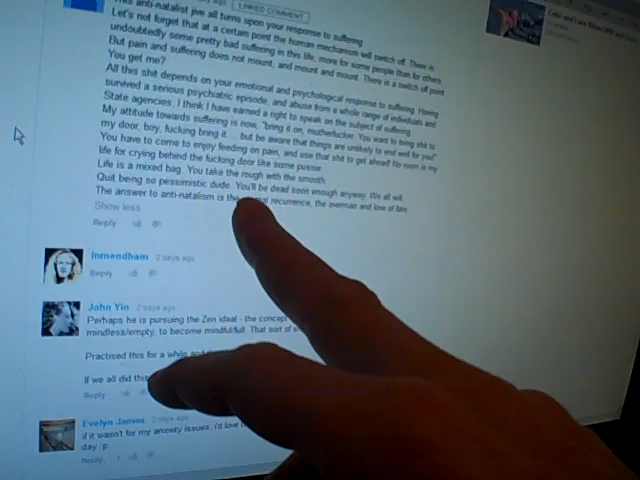 This anti-natalist jive all turns upon your response to suffering.
LINKED COMMENT
Let's not forget that at a certain point the human mechanism will switch off. There is
undoubtedly some pretty bad suffering in this life, more for some people than for others
But pain and suffering does not mount, and mount and mount. There is a switch off point.
You get me?
All this shit depends on your emotional and psychological response to suffering. Having
survived a serious psychiatric episode, and abuse from a whole range of individuals and
State agencies, I think I have earned a right to speak on the subject of suffering.
My attitude towards suffering is now, "bring it on, mutherfucker. You want to bring shit to
my door, boy, fucking bring it.... but be aware that things are unlikely to end well for you!"
You have to come to enjoy feeding on pain, and use that shit to get ahead! No room in my
life for crying behind the fucking door like some pussie.
Life is a mixed bag. You take the rough with the smooth.
Quit being so pessimistic dude. You'll be dead soon enough anyway. We all will.
The answer to anti-natalism is the recurrence, the overman and love of fate
Show less
Reply
Inmendham 2 days ago
Reply
John Yin 2 days ago
Perhaps he is pursuing the Zen ideal - the concept
mindless/empty, to become mindful/full. That sort of
Practised this for a while and
If we all did this
Reply
Evelyn James 2 days ago
if it wasn't for my anxiety issues, i'd love
day :p
Reply 1